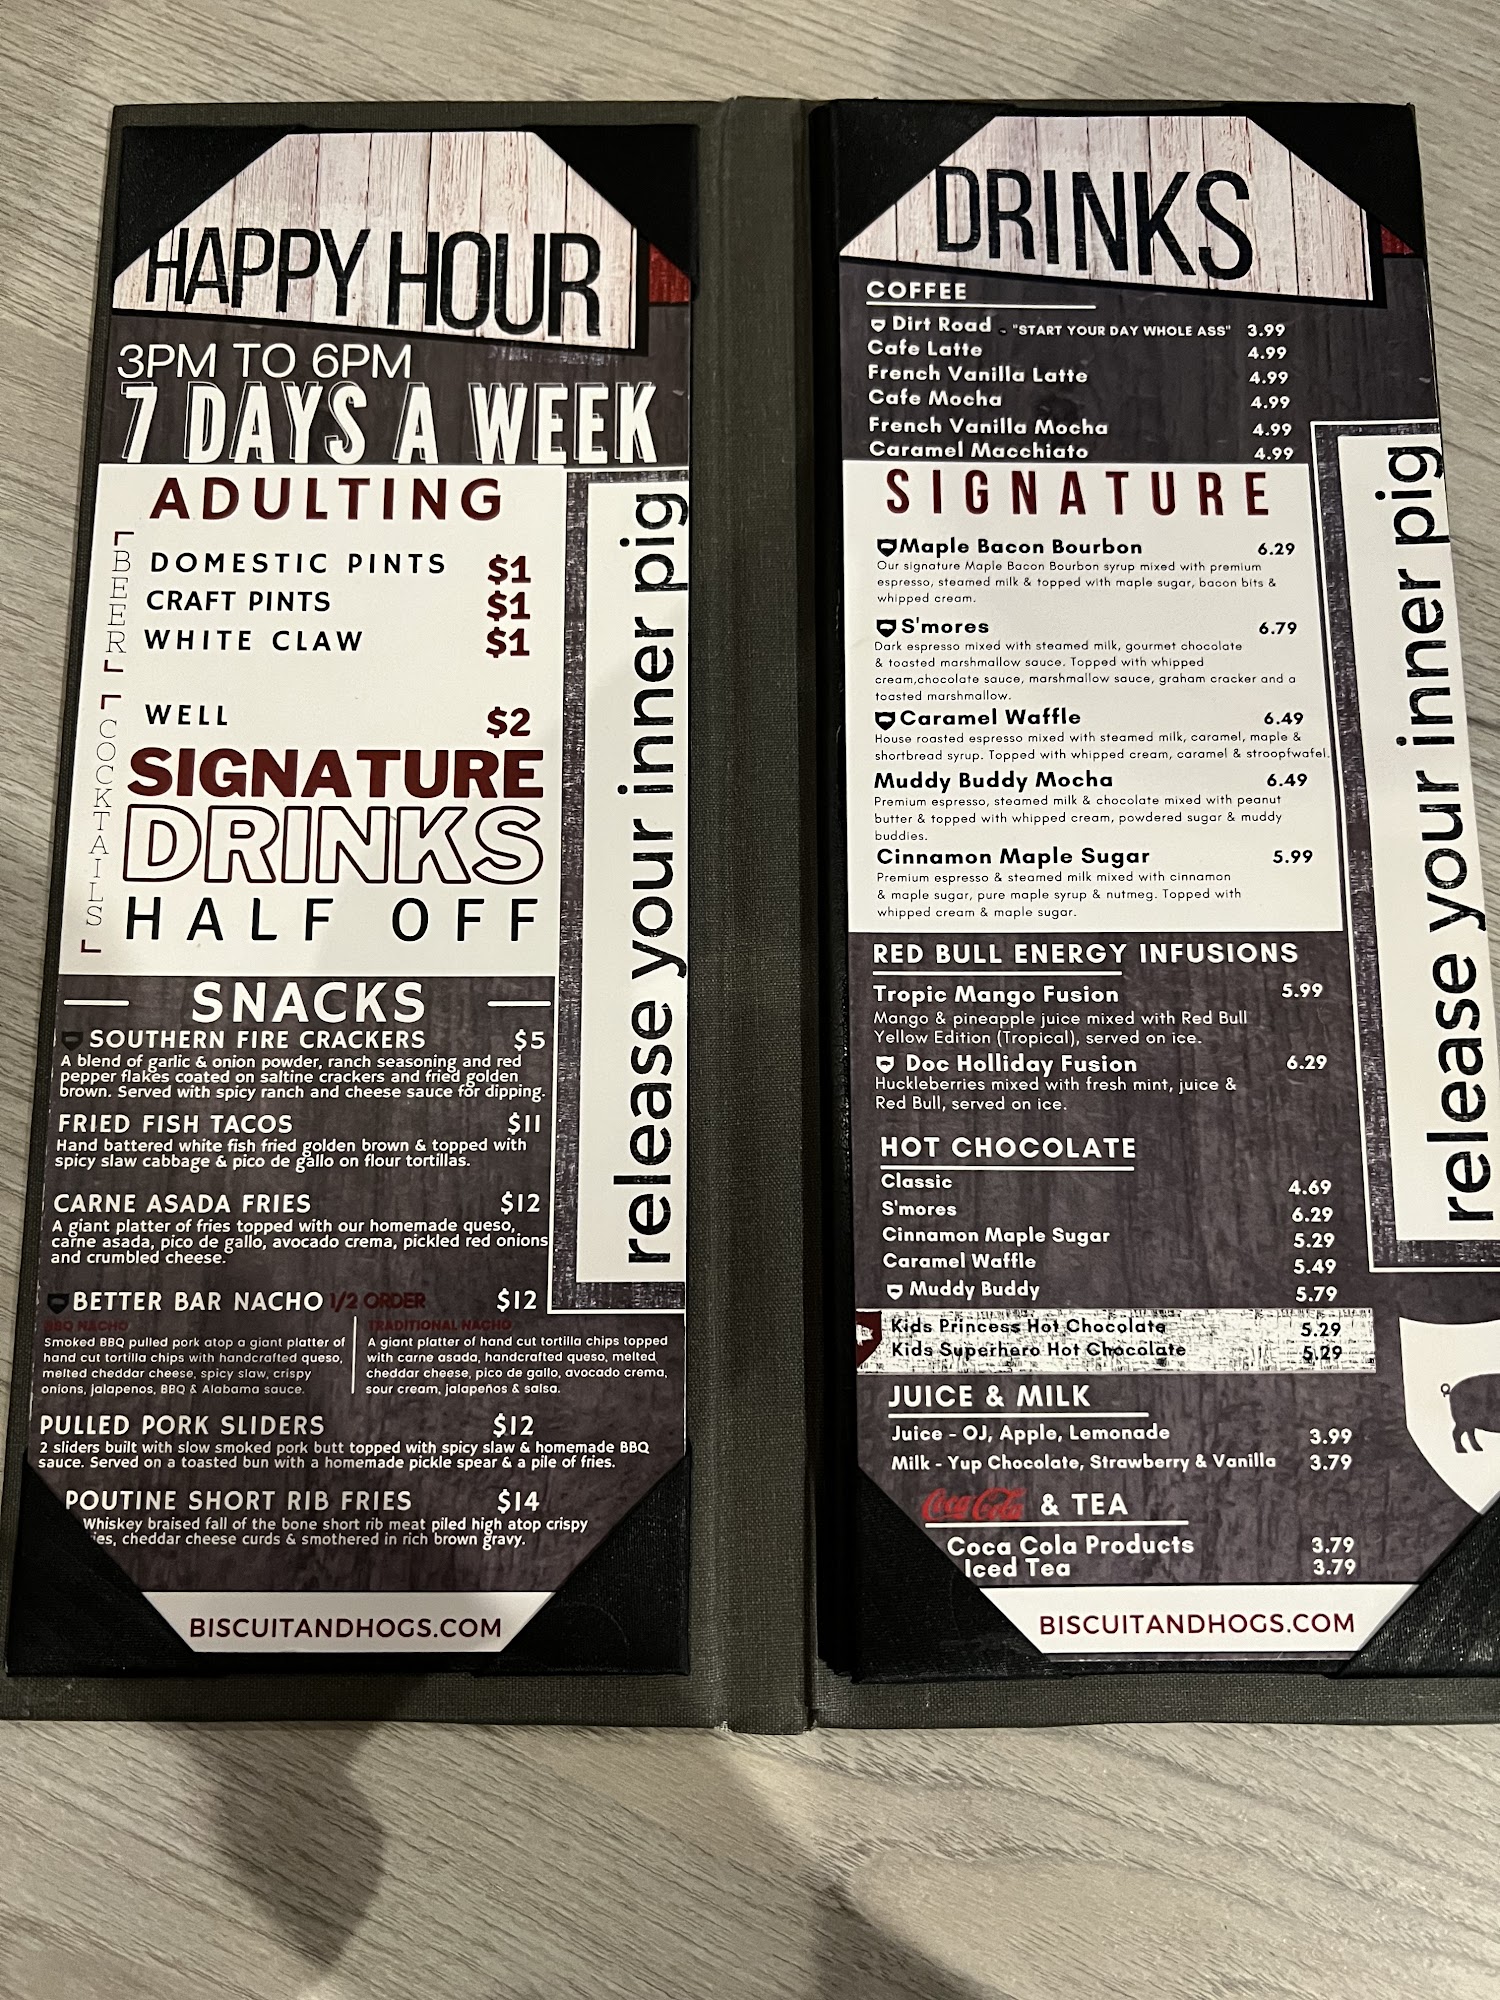 HAPPY HOUR
3PM TO 6PM
7 DAYS A WEEK
ADULTING
BEER
DOMESTIC PINTS $1
CRAFT PINTS $1
WHITE CLAW $1
COCKTAILS
WELL $2
SIGNATURE
DRINKS
HALF OFF
release your inner pig
SNACKS
SOUTHERN FIRE CRACKERS $5
A blend of garlic & onion powder, ranch seasoning and red
pepper flakes coated on saltine crackers and fried golden
brown. Served with spicy ranch and cheese sauce for dipping.
FRIED FISH TACOS $11
Hand battered white fish fried golden brown & topped with
spicy slaw cabbage & pico de gallo on flour tortillas.
CARNE ASADA FRIES $12
A giant platter of fries topped with our homemade queso,
carne asada, pico de gallo, avocado crema, pickled red onions
and crumbled cheese.
BETTER BAR NACHO 1/2 ORDER $12
BBQ NACHO
Smoked BBQ pulled pork atop a giant platter of
hand cut tortilla chips with handcrafted queso,
melted cheddar cheese, spicy slaw, crispy
onions, jalapenos, BBQ & Alabama sauce.
TRADITIONAL NACHO
A giant platter of hand cut tortilla chips topped
with carne asada, handcrafted queso, melted
cheddar cheese, pico de gallo, avocado crema,
sour cream, jalapeños & salsa.
PULLED PORK SLIDERS $12
2 sliders built with slow smoked pork butt topped with spicy slaw & homemade BBQ
sauce. Served on a toasted bun with a homemade pickle spear & a pile of fries.
POUTINE SHORT RIB FRIES $14
Whiskey braised fall of the bone short rib meat piled high atop crispy
ies, cheddar cheese curds & smothered in rich brown gravy.
BISCUITANDHOGS.COM
DRINKS
COFFEE
Dirt Road - "START YOUR DAY WHOLE ASS" 3.99
Cafe Latte 4.99
French Vanilla Latte 4.99
Cafe Mocha 4.99
French Vanilla Mocha 4.99
Caramel Macchiato 4.99
SIGNATURE
Maple Bacon Bourbon 6.29
Our signature Maple Bacon Bourbon syrup mixed with premium
espresso, steamed milk & topped with maple sugar, bacon bits &
whipped cream.
S'mores 6.79
Dark espresso mixed with steamed milk, gourmet chocolate
& toasted marshmallow sauce. Topped with whipped
cream,chocolate sauce, marshmallow sauce, graham cracker and a
toasted marshmallow.
Caramel Waffle 6.49
House roasted espresso mixed with steamed milk, caramel, maple &
shortbread syrup. Topped with whipped cream, caramel & stroopfwafel.
Muddy Buddy Mocha 6.49
Premium espresso, steamed milk & chocolate mixed with peanut
butter & topped with whipped cream, powdered sugar & muddy
buddies.
Cinnamon Maple Sugar 5.99
Premium espresso & steamed milk mixed with cinnamon
& maple sugar, pure maple syrup & nutmeg. Topped with
whipped cream & maple sugar.
release your inner pig
RED BULL ENERGY INFUSIONS
Tropic Mango Fusion 5.99
Mango & pineapple juice mixed with Red Bull
Yellow Edition (Tropical), served on ice.
Doc Holliday Fusion 6.29
Huckleberries mixed with fresh mint, juice &
Red Bull, served on ice.
HOT CHOCOLATE
Classic 4.69
S'mores 6.29
Cinnamon Maple Sugar 5.29
Caramel Waffle 5.49
Muddy Buddy 5.79
Kids Princess Hot Chocolate 5.29
Kids Superhero Hot Chocolate 5.29
JUICE & MILK
Juice - OJ, Apple, Lemonade 3.99
Milk - Yup Chocolate, Strawberry & Vanilla 3.79
Coca-Cola & TEA
Coca Cola Products 3.79
Iced Tea 3.79
BISCUITANDHOGS.COM